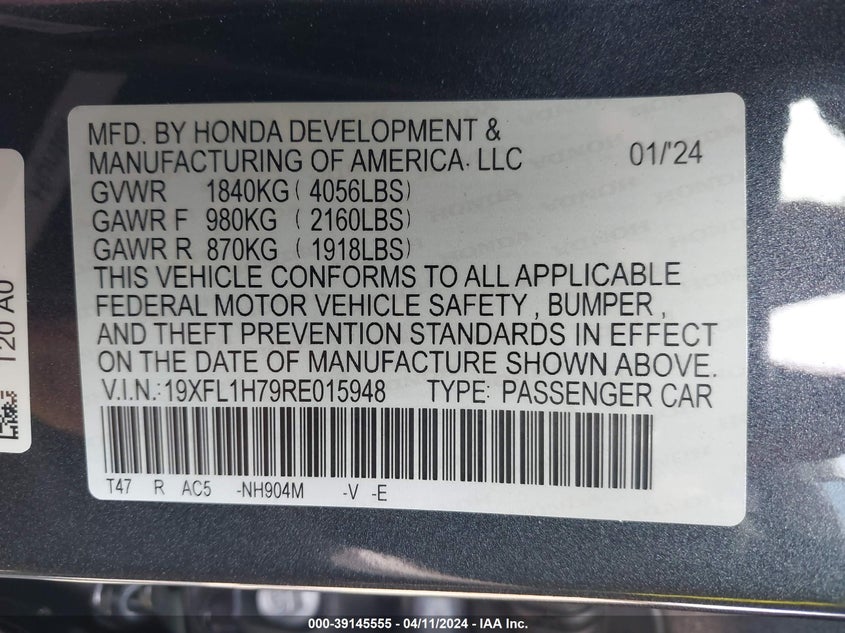 MFD. BY HONDA DEVELOPMENT &
MANUFACTURING OF AMERICA. LLC 01/'24
GVWR 1840KG ( 4056LBS)
GAWR F 980KG ( 2160LBS)
GAWR R 870KG ( 1918LBS)
THIS VEHICLE CONFORMS TO ALL APPLICABLE
FEDERAL MOTOR VEHICLE SAFETY , BUMPER ,
AND THEFT PREVENTION STANDARDS IN EFFECT
ON THE DATE OF MANUFACTURE SHOWN ABOVE.
V.I.N.: 19XFL1H79RE015948 TYPE: PASSENGER CAR
T47 R AC5 -NH904M -V -E
T20 A0
000-39145555 - 04/11/2024 - IAA Inc.